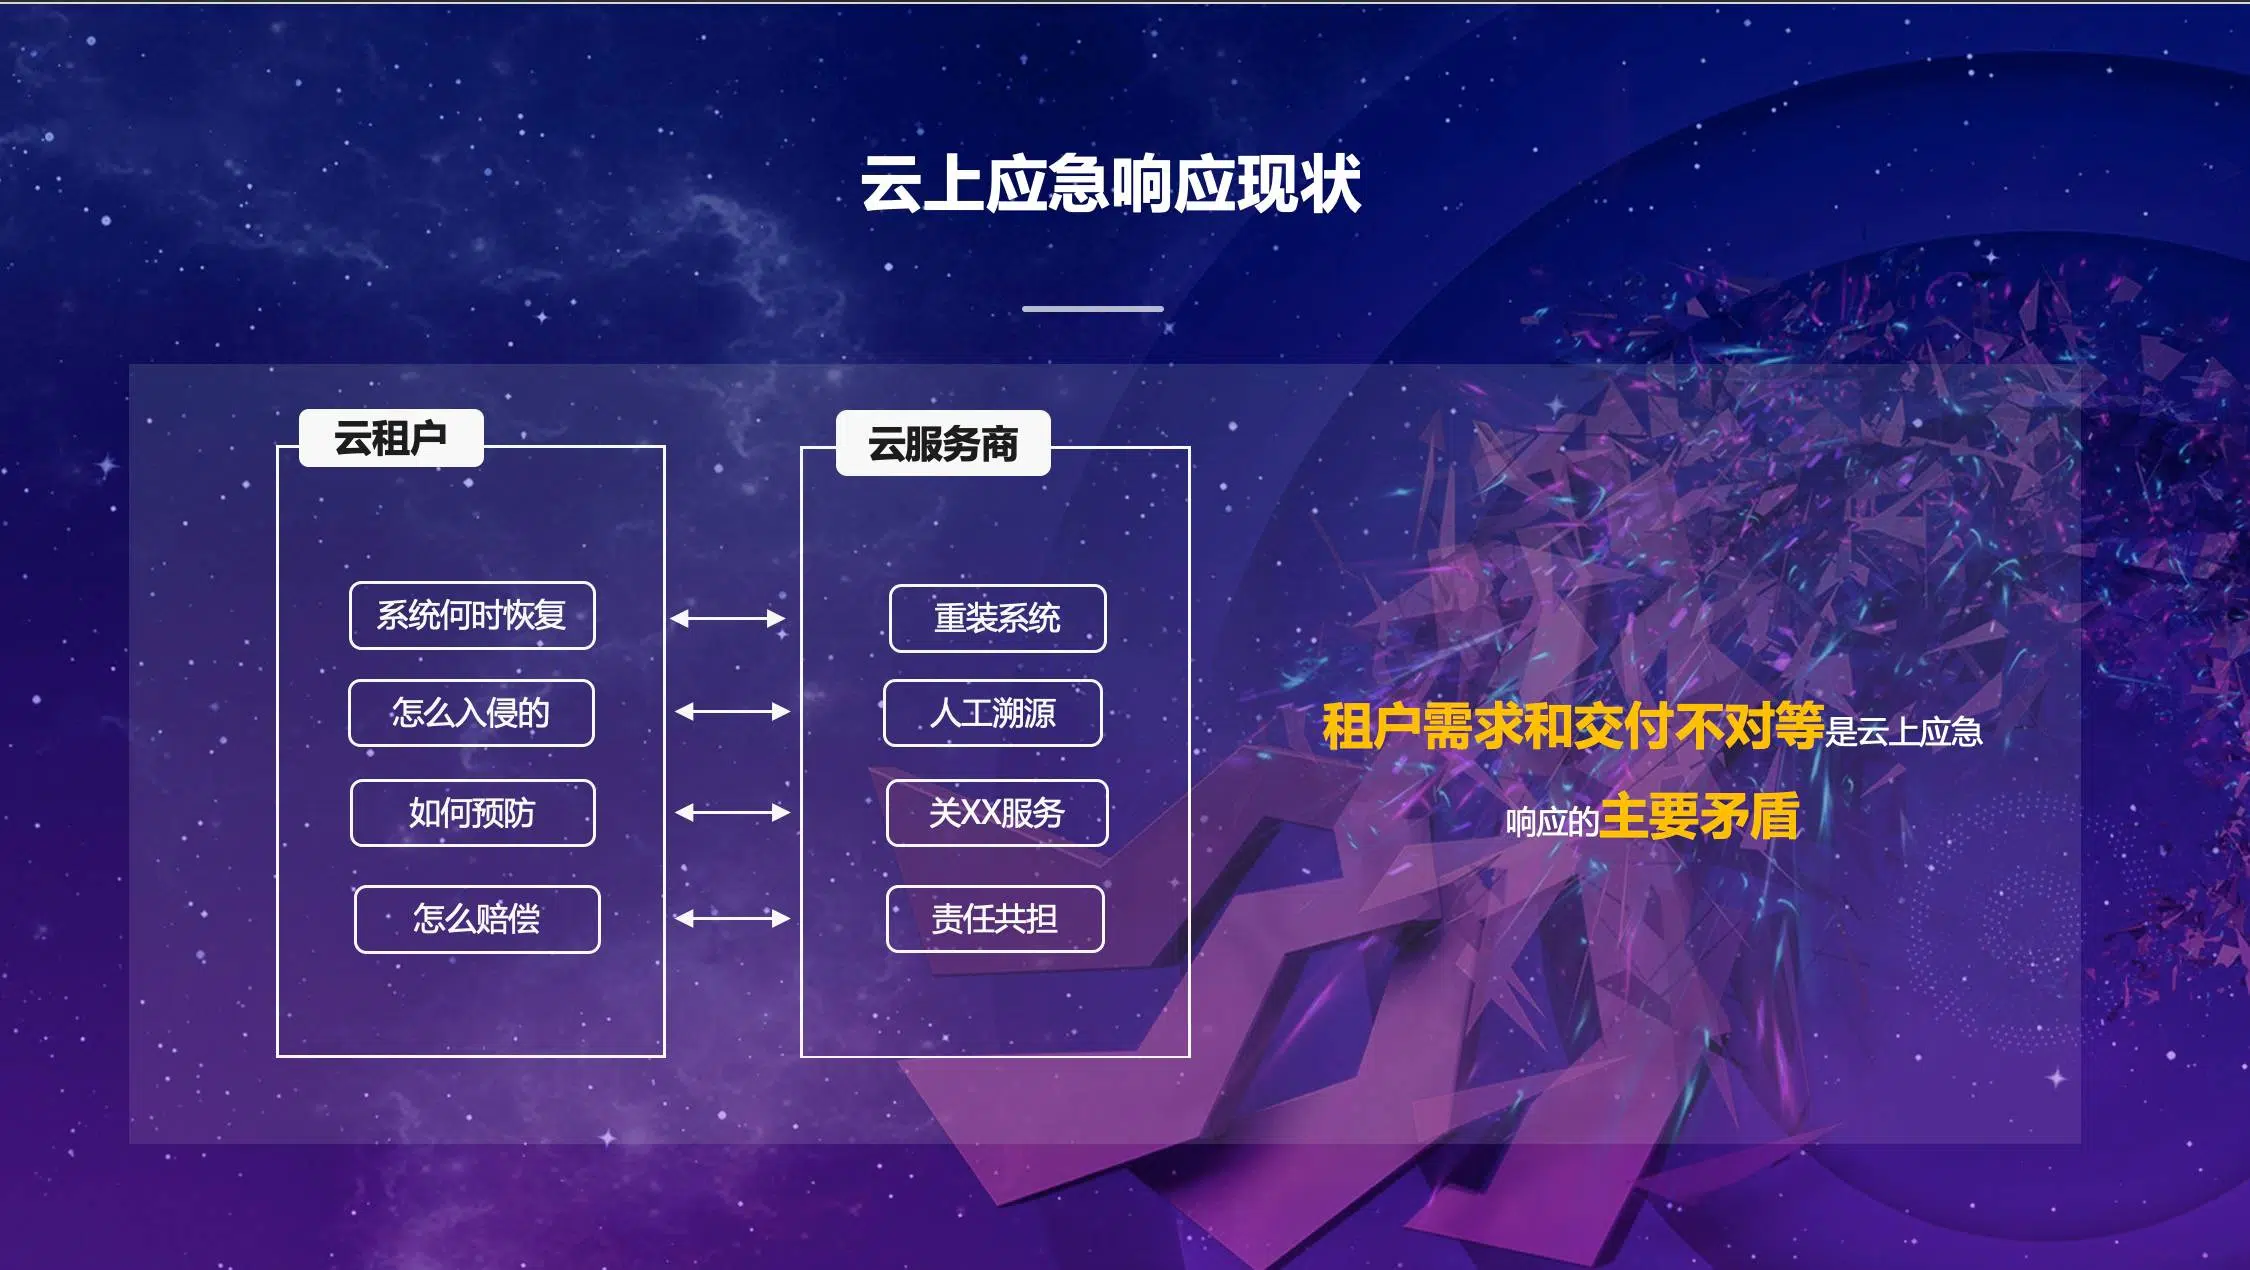 云上应急响应现状
云租户
系统何时恢复
怎么入侵的
如何预防
怎么赔偿
云服务商
重装系统
人工溯源
关XX服务
责任共担
租户需求和交付不对等是云上应急
响应的主要矛盾